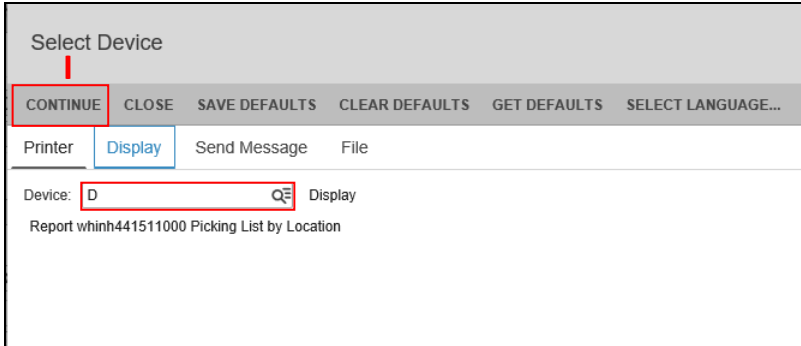 Select Device
CONTINUE CLOSE SAVE DEFAULTS CLEAR DEFAULTS GET DEFAULTS SELECT LANGUAGE...
Printer Display Send Message File
Device: D Display
Report whinh441511000 Picking List by Location